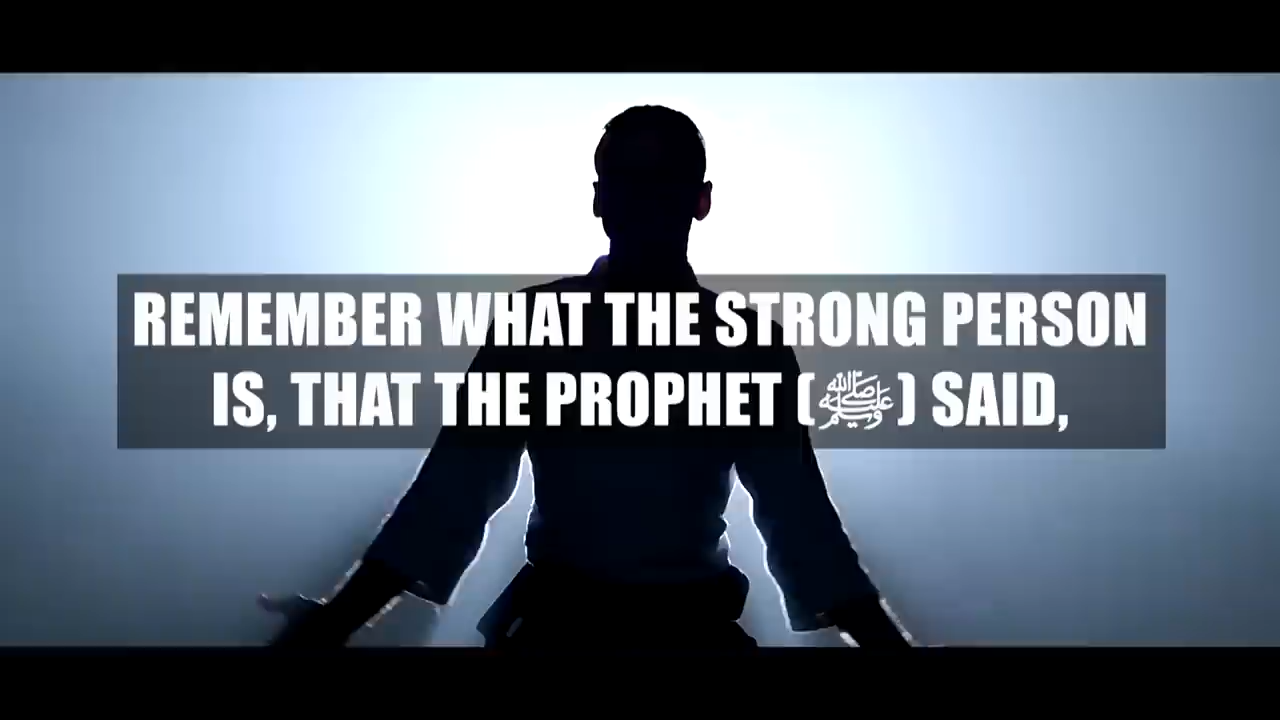 REMEMBER WHAT THE STRONG PERSON
IS, THAT THE PROPHET (ﷺ) SAID,